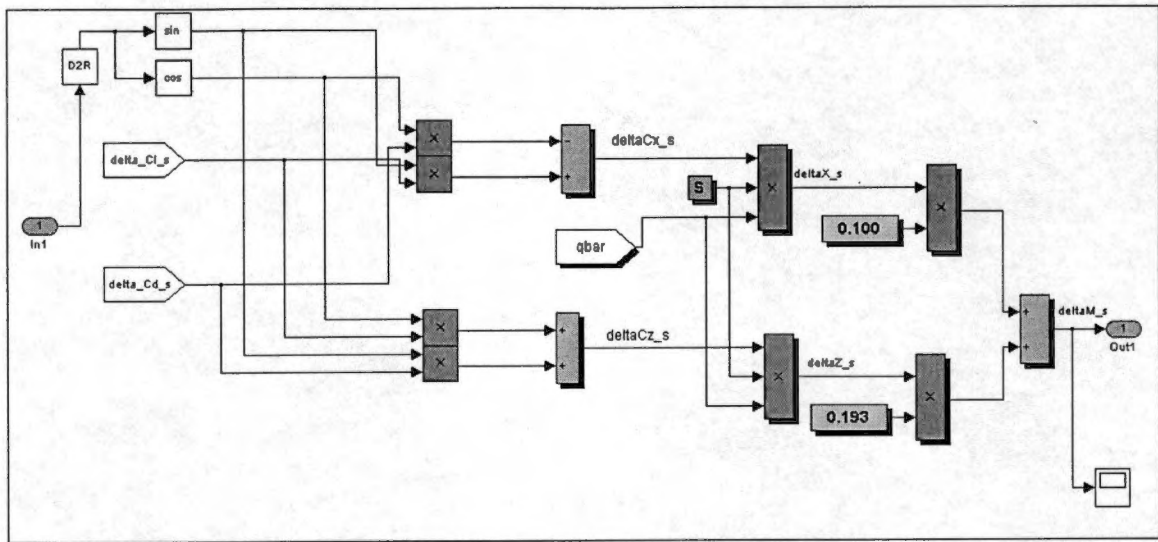 sin
D2R
cos
delta_Cl_s
× −
× +
deltaCx_s
S
×
deltaX_s
×
0.100
1
In1
qbar
delta_Cd_s
× +
× +
deltaCz_s
×
deltaZ_s
×
0.193
+
+
deltaM_s
1
Out1